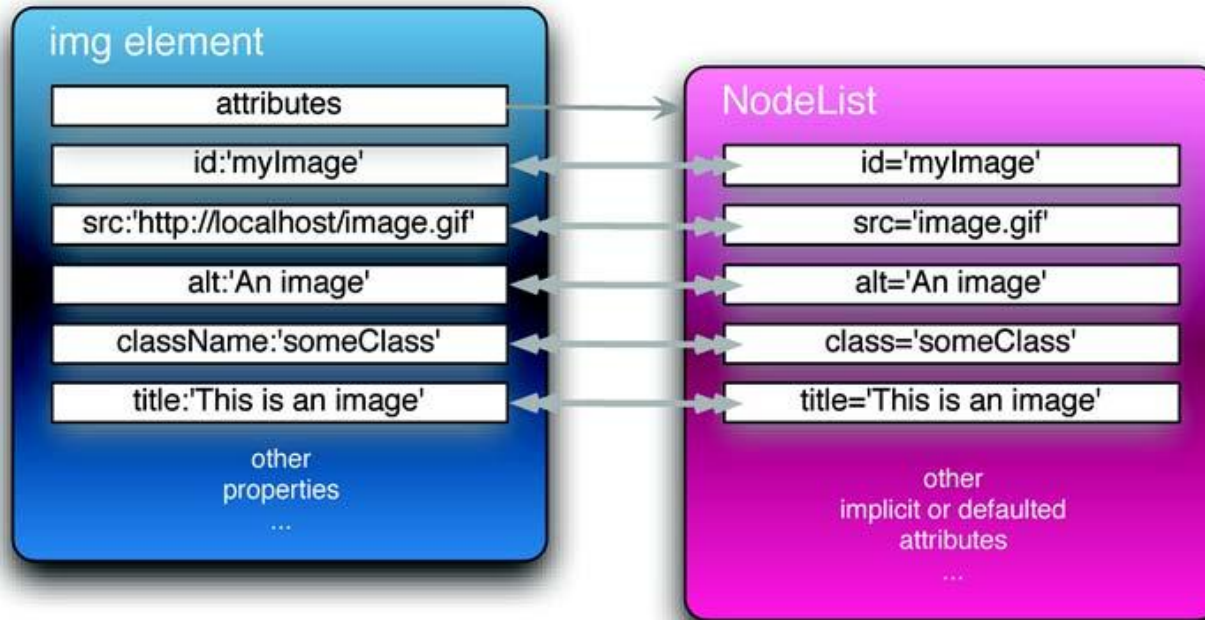 img element
attributes
id:'myImage'
src:'http://localhost/image.gif'
alt:'An image'
className:'someClass'
title:'This is an image'
other
properties
...
NodeList
id='myImage'
src='image.gif'
alt='An image'
class='someClass'
title='This is an image'
other
implicit or defaulted
attributes
...